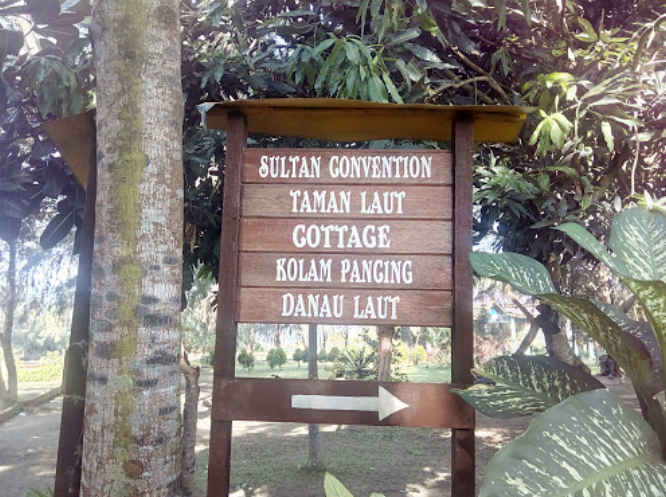 SULTAN CONVENTION
TAMAN LAUT
COTTAGE
KOLAM PANCING
DANAU LAUT